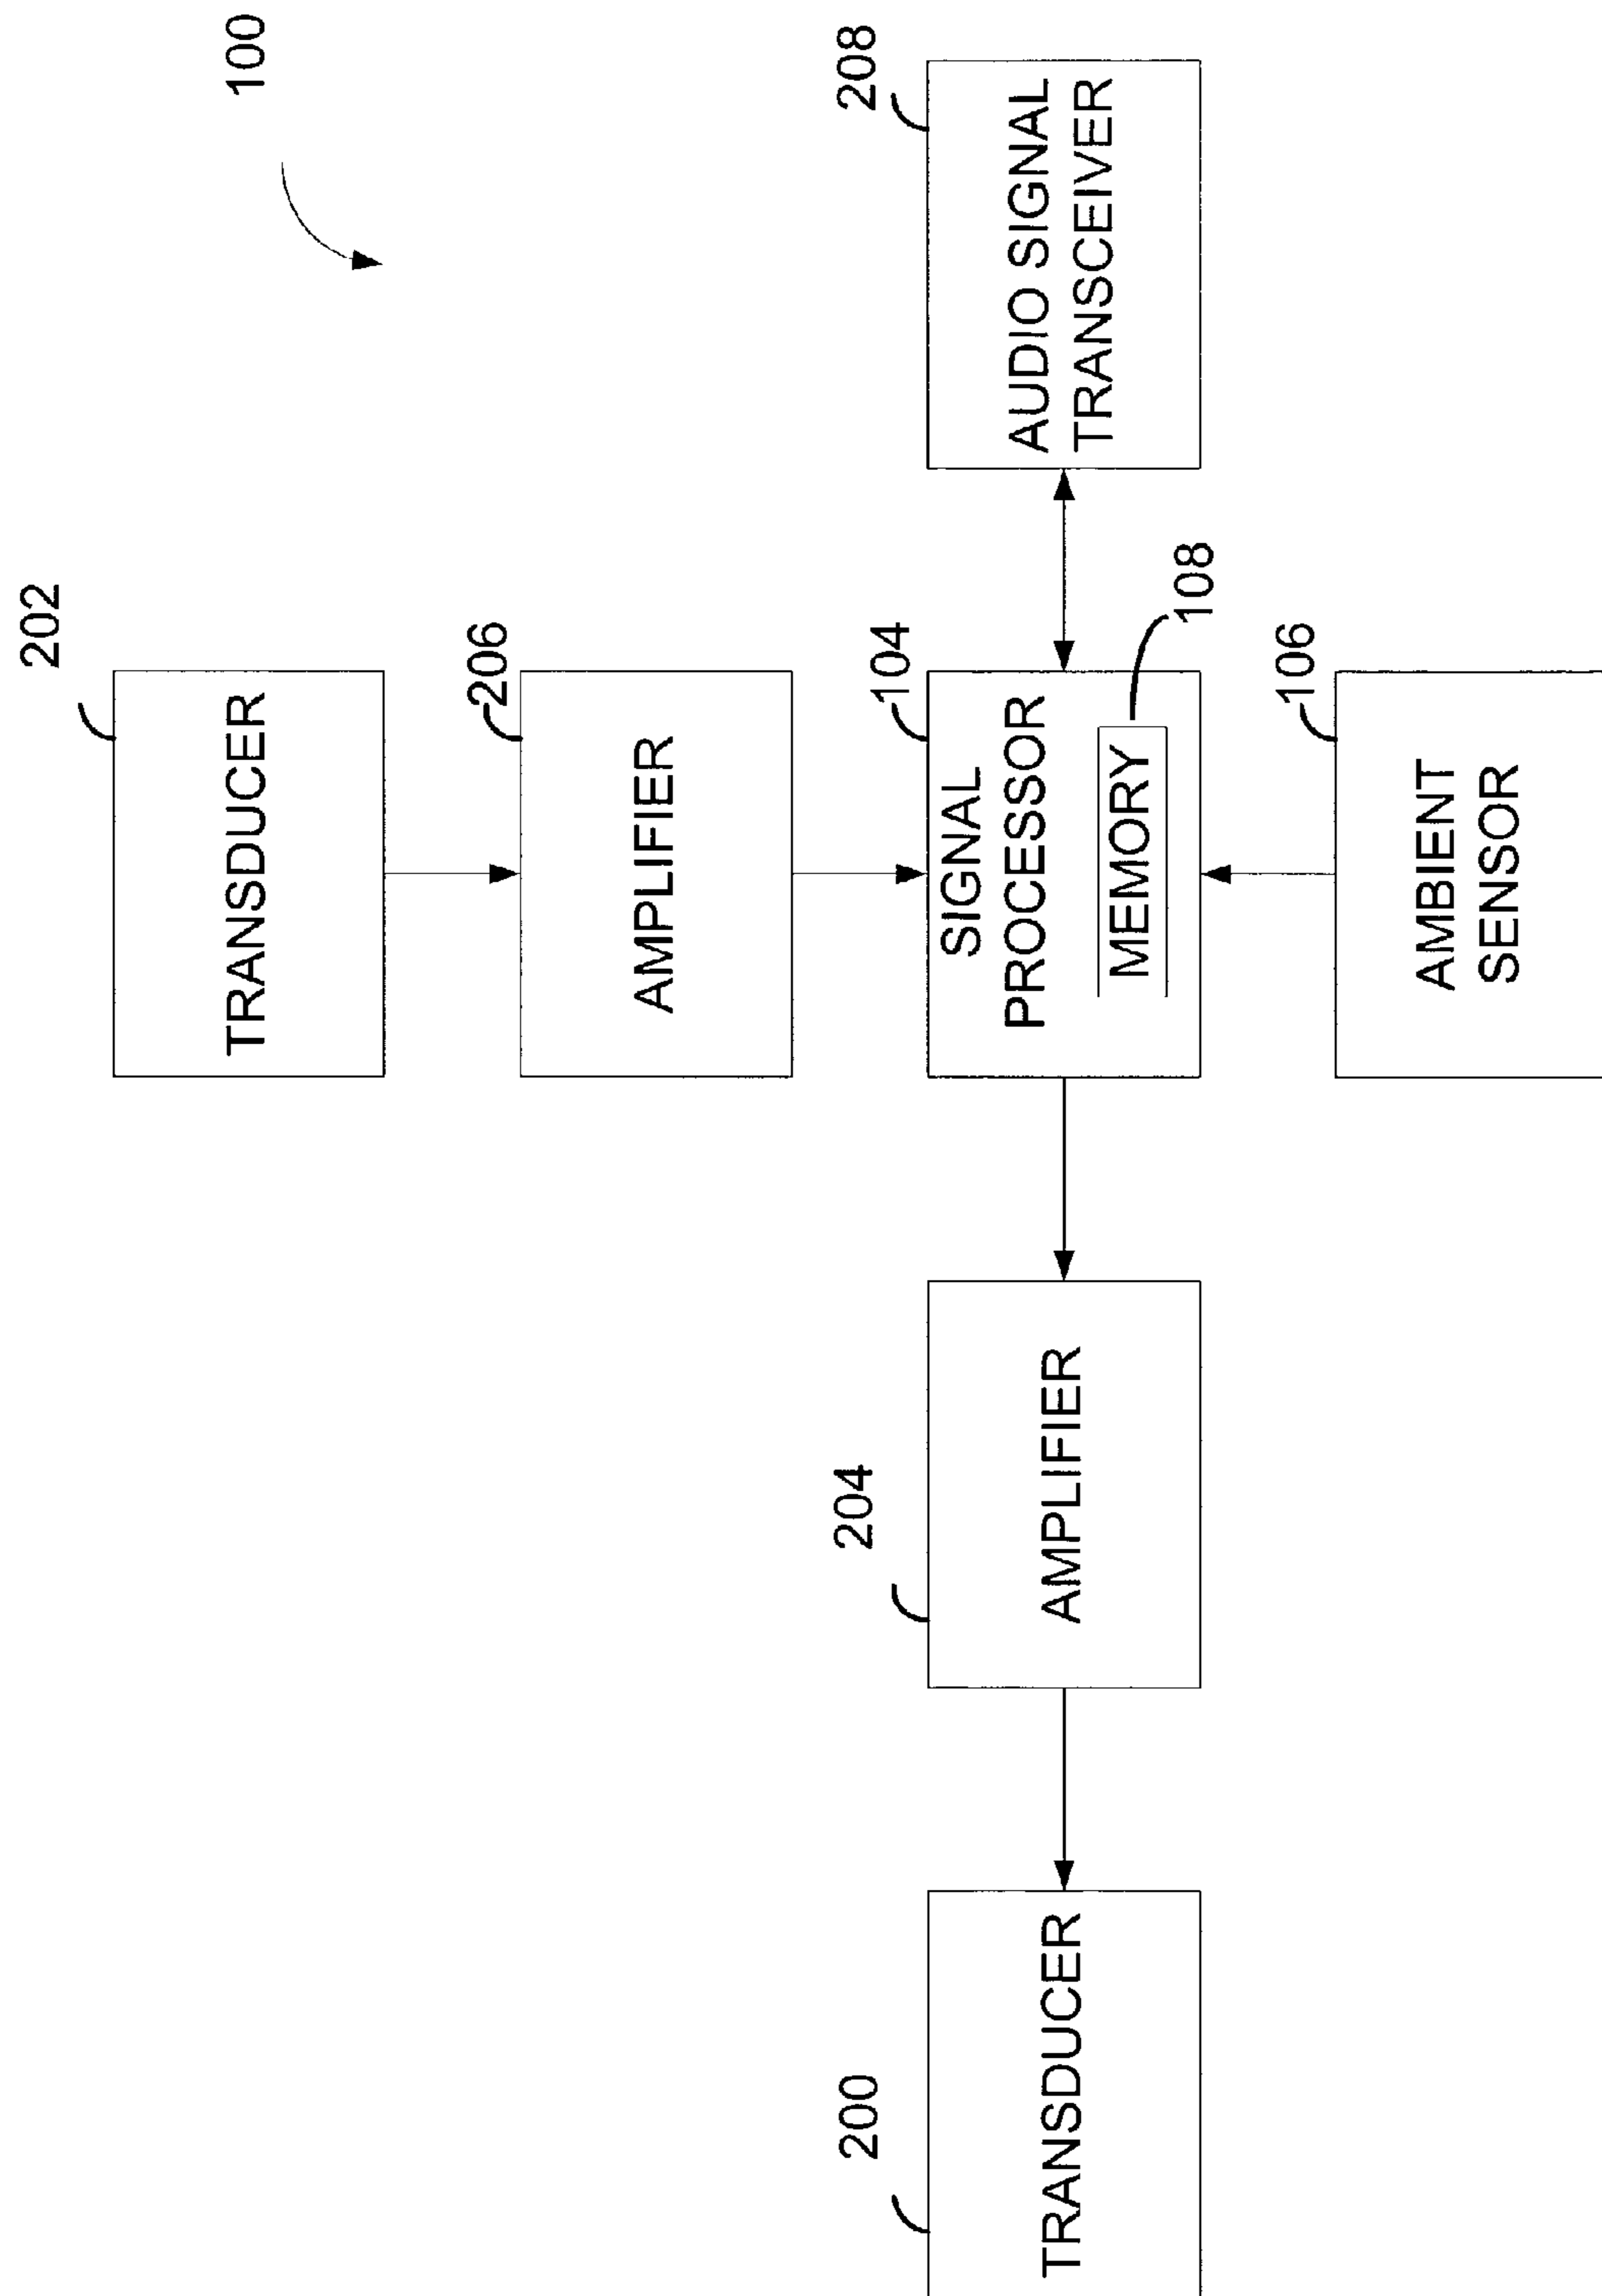 202
100
TRANSDUCER
206
AMPLIFIER
200
TRANSDUCER
204
AMPLIFIER
104
SIGNAL
PROCESSOR
MEMORY
108
208
AUDIO SIGNAL
TRANSCEIVER
106
AMBIENT
SENSOR